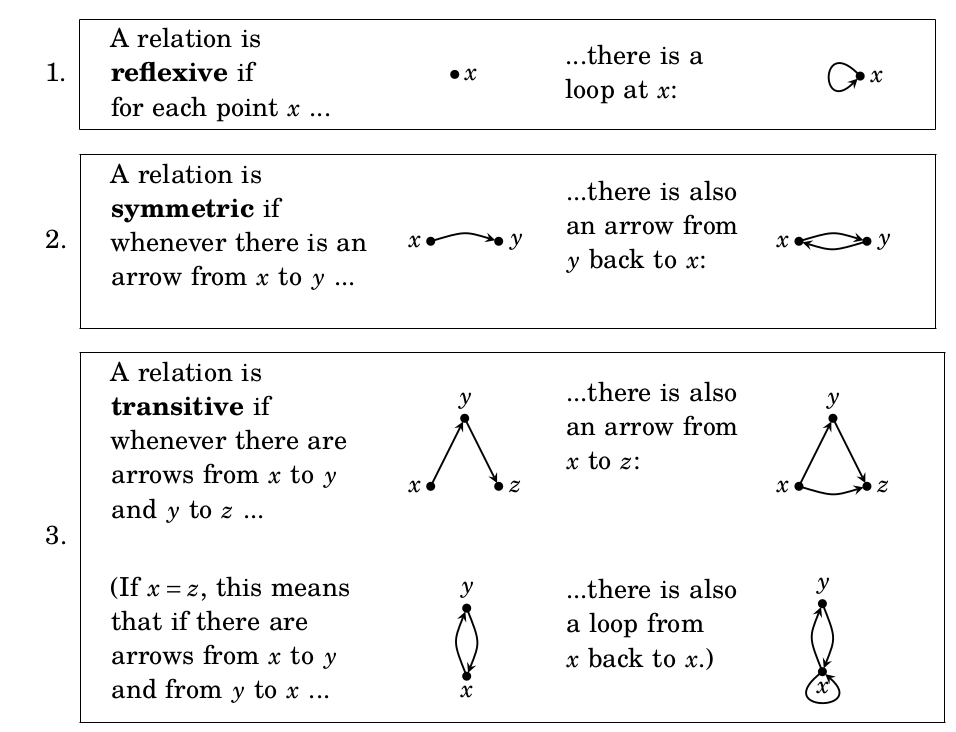 1.
A relation is
reflexive if
for each point x ...
x
...there is a
loop at x:
x
2.
A relation is
symmetric if
whenever there is an
arrow from x to y ...
x y
...there is also
an arrow from
y back to x:
x y
3.
A relation is
transitive if
whenever there are
arrows from x to y
and y to z ...
y
x z
...there is also
an arrow from
x to z:
y
x z
(If x = z, this means
that if there are
arrows from x to y
and from y to x ...
y
x
...there is also
a loop from
x back to x.)
y
x